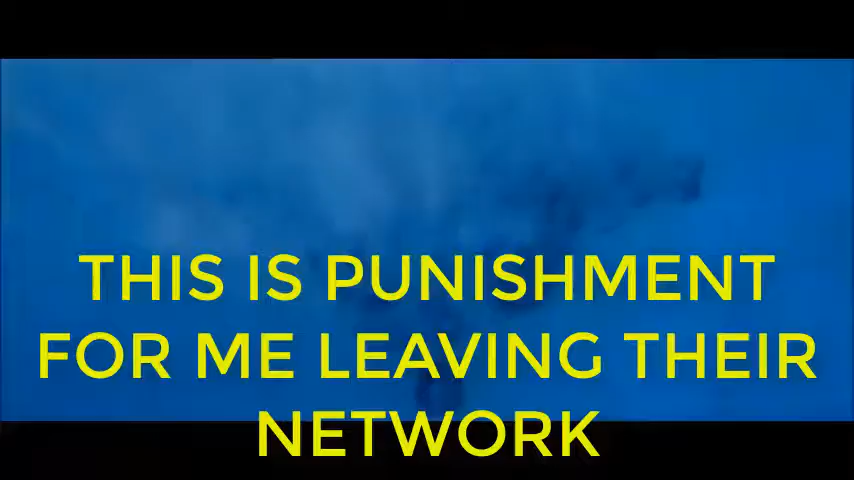 THIS IS PUNISHMENT
FOR ME LEAVING THEIR
NETWORK